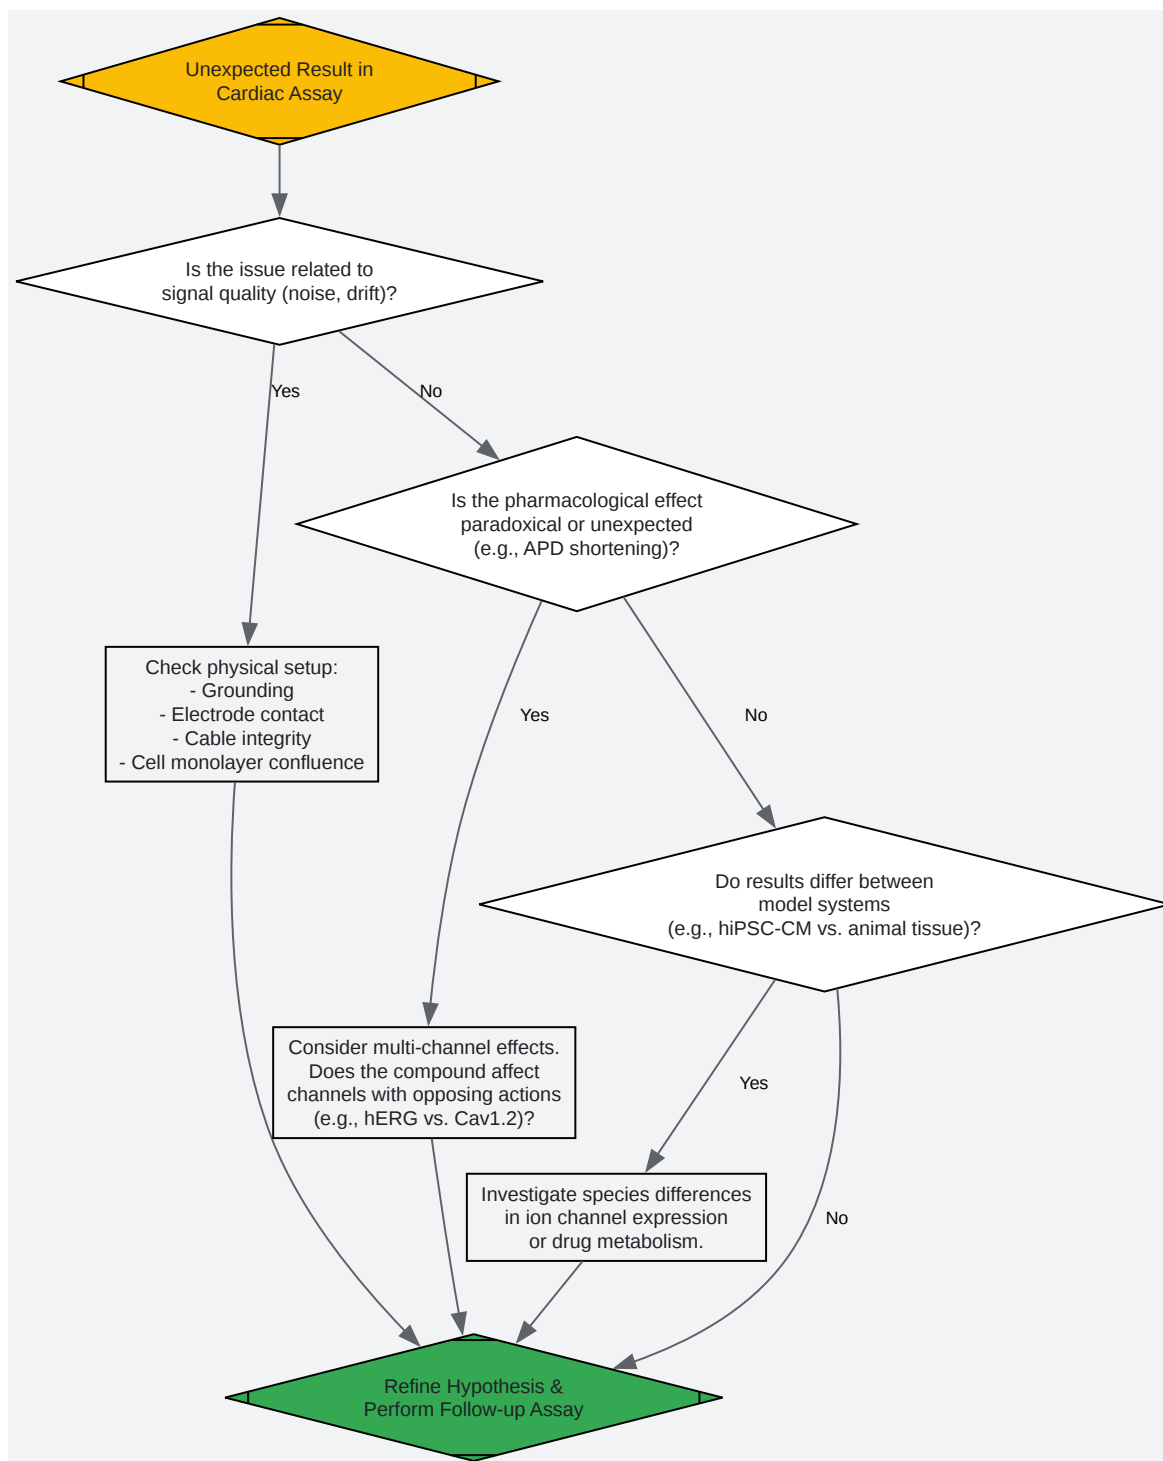 Unexpected Result in
Cardiac Assay
Is the issue related to
signal quality (noise, drift)?
Yes
No
Is the pharmacological effect
paradoxical or unexpected
(e.g., APD shortening)?
Check physical setup:
- Grounding
- Electrode contact
- Cable integrity
- Cell monolayer confluence
Yes
No
Do results differ between
model systems
(e.g., hiPSC-CM vs. animal tissue)?
Consider multi-channel effects.
Does the compound affect
channels with opposing actions
(e.g., hERG vs. Cav1.2)?
Yes
Investigate species differences
in ion channel expression
or drug metabolism.
No
Refine Hypothesis &
Perform Follow-up Assay